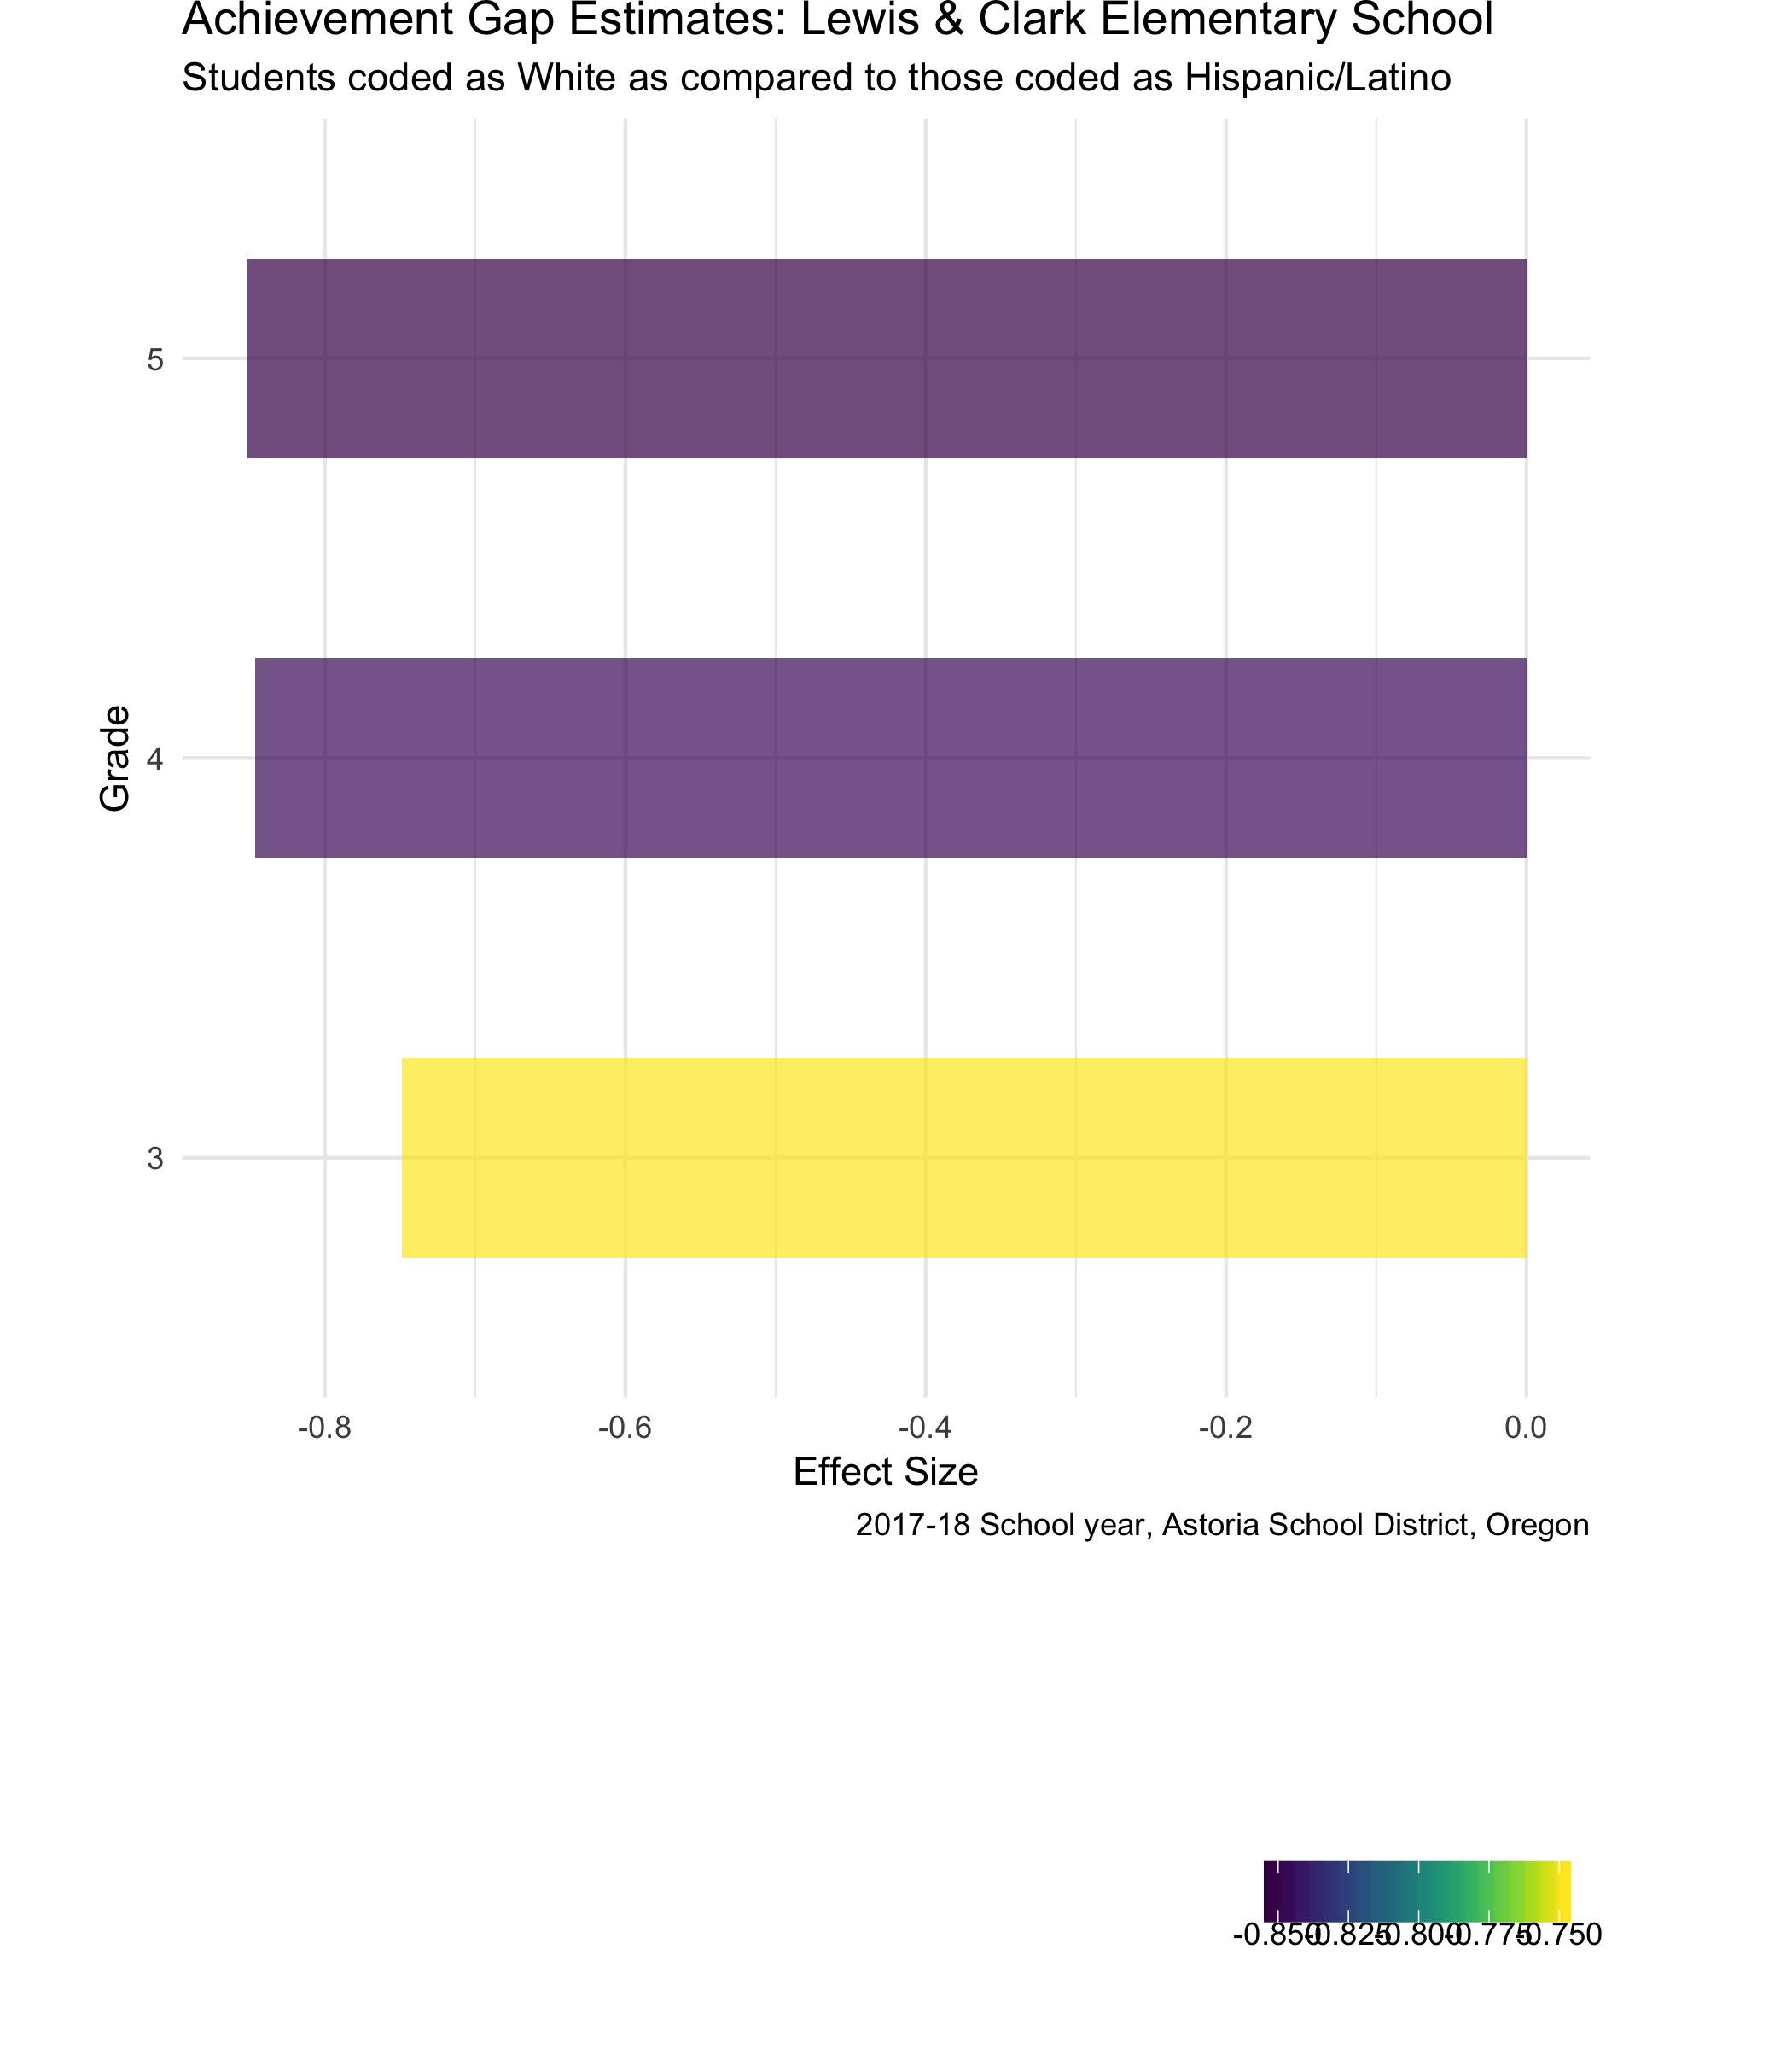 Achievement Gap Estimates: Lewis & Clark Elementary School
Students coded as White as compared to those coded as Hispanic/Latino
5
4
3
Grade
-0.8 -0.6 -0.4 -0.2 0.0
Effect Size
2017-18 School year, Astoria School District, Oregon
-0.850 -0.825 -0.800 -0.775 -0.750